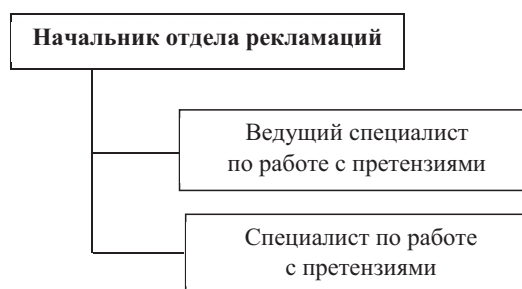 Начальник отдела рекламаций
Ведущий специалист
по работе с претензиями
Специалист по работе
с претензиями